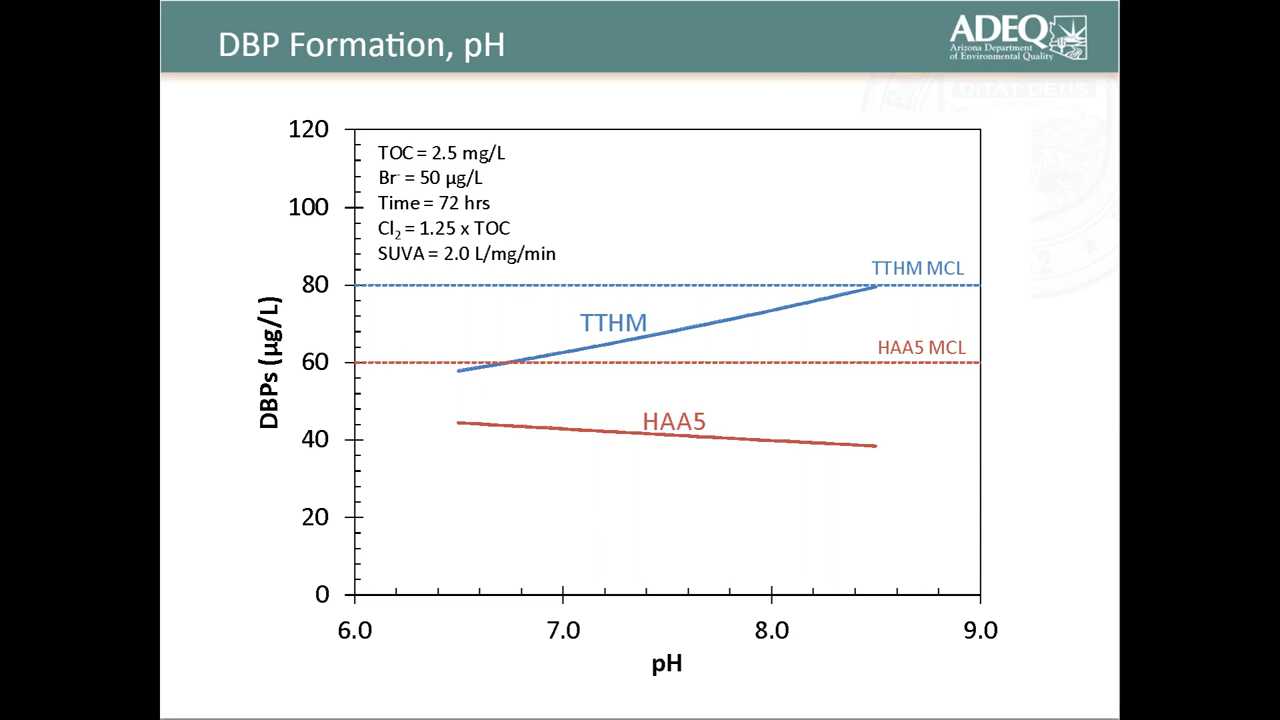 DBP Formation, pH
ADEQ
Arizona Department
of Environmental Quality
DITAT DEUS
120
100
80
60
40
20
0
DBPs (µg/L)
TOC = 2.5 mg/L
Br⁻ = 50 µg/L
Time = 72 hrs
Cl₂ = 1.25 x TOC
SUVA = 2.0 L/mg/min
TTHM MCL
TTHM
HAA5 MCL
HAA5
6.0 7.0 8.0 9.0
pH